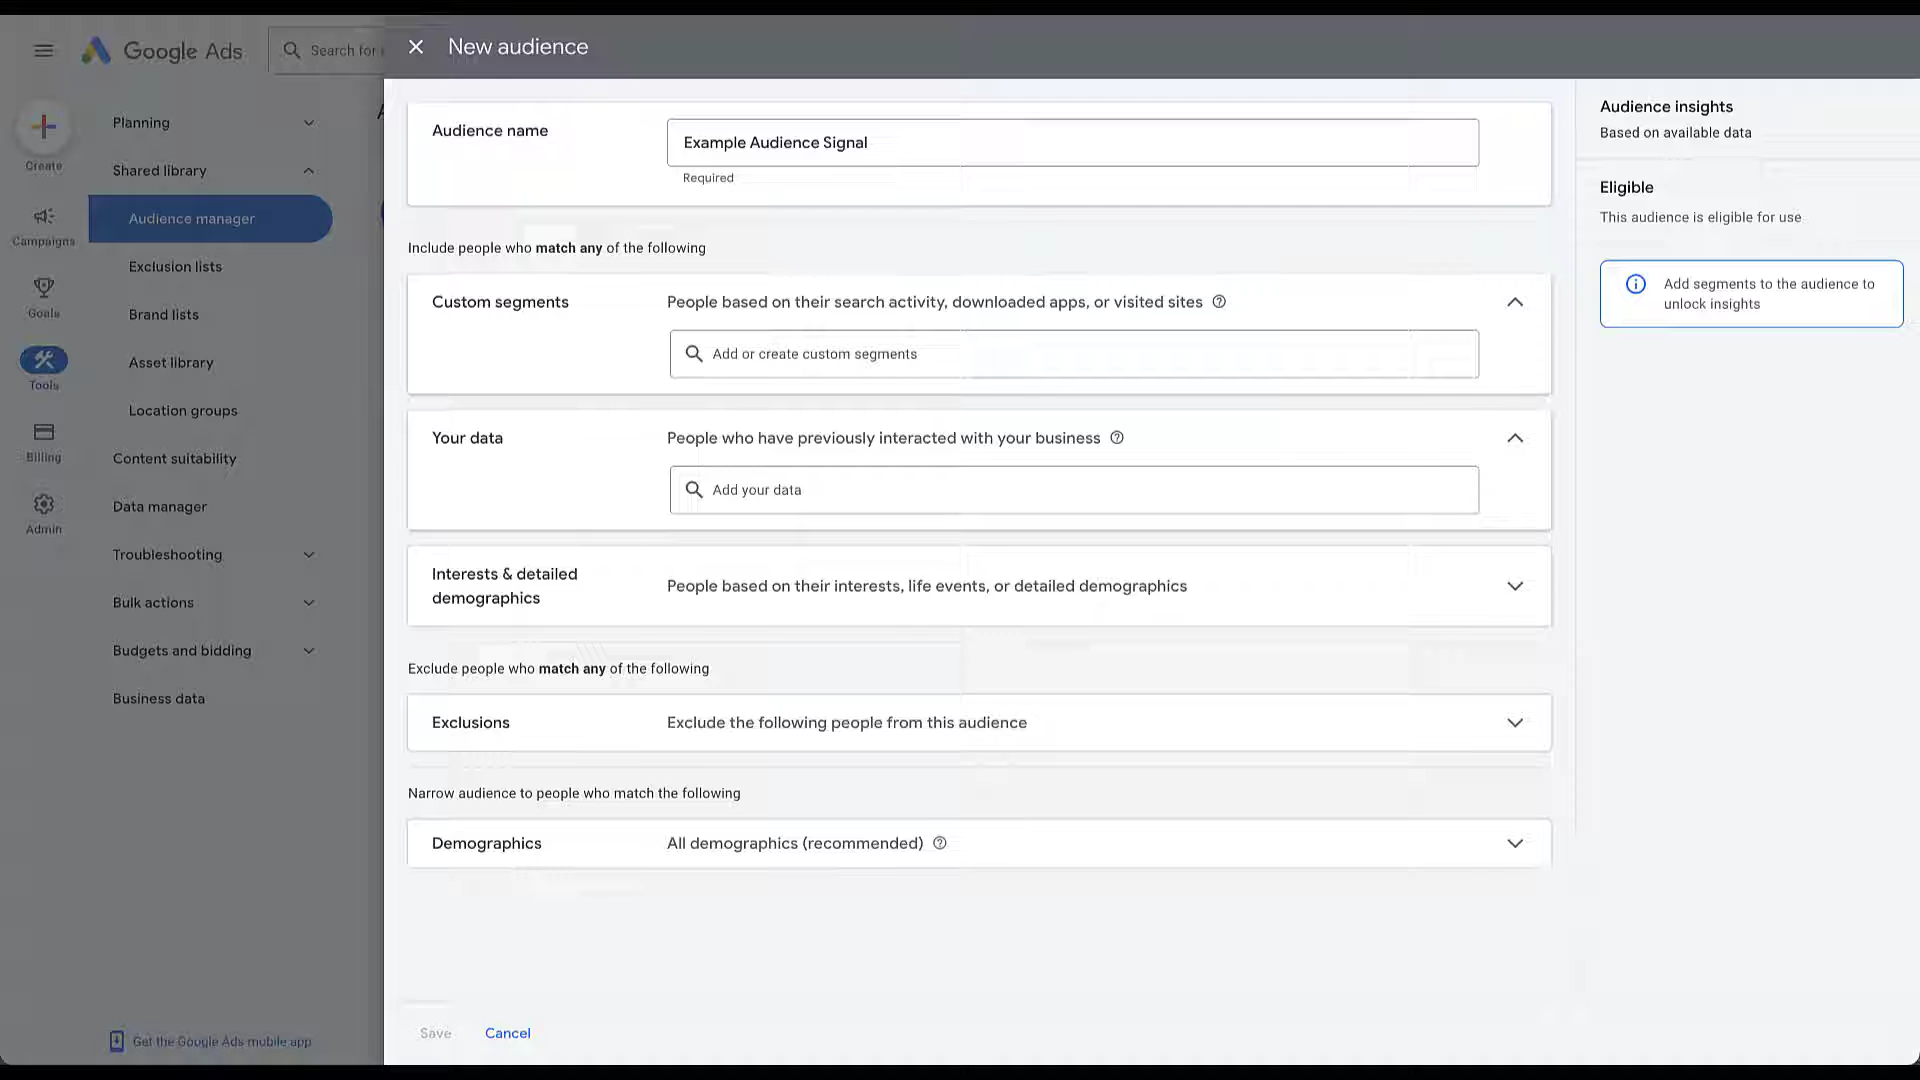 Google Ads
Search for
New audience
Create
Campaigns
Goals
Tools
Billing
Admin
Planning
Shared library
Audience manager
Exclusion lists
Brand lists
Asset library
Location groups
Content suitability
Data manager
Troubleshooting
Bulk actions
Budgets and bidding
Business data
Get the Google Ads mobile app
Audience name
Example Audience Signal
Required
Include people who match any of the following
Custom segments
People based on their search activity, downloaded apps, or visited sites
Add or create custom segments
Your data
People who have previously interacted with your business
Add your data
Interests & detailed
demographics
People based on their interests, life events, or detailed demographics
Exclude people who match any of the following
Exclusions
Exclude the following people from this audience
Narrow audience to people who match the following
Demographics
All demographics (recommended)
Save
Cancel
Audience insights
Based on available data
Eligible
This audience is eligible for use
Add segments to the audience to
unlock insights